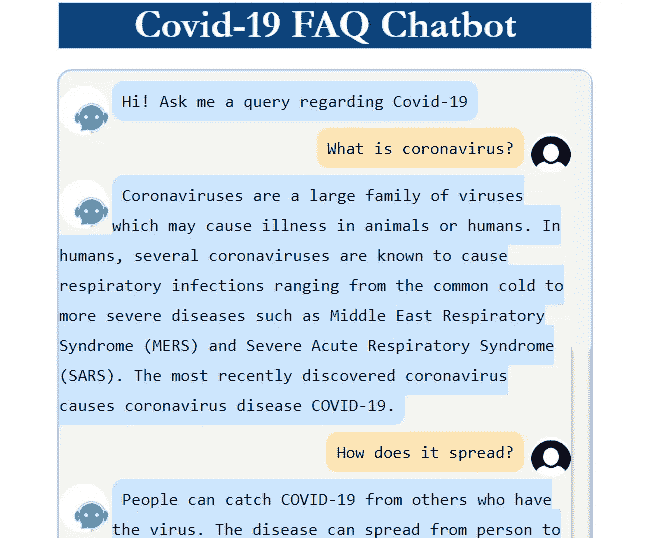 Covid-19 FAQ Chatbot
Hi! Ask me a query regarding Covid-19
What is coronavirus?
Coronaviruses are a large family of viruses
which may cause illness in animals or humans. In
humans, several coronaviruses are known to cause
respiratory infections ranging from the common cold to
more severe diseases such as Middle East Respiratory
Syndrome (MERS) and Severe Acute Respiratory Syndrome
(SARS). The most recently discovered coronavirus
causes coronavirus disease COVID-19.
How does it spread?
People can catch COVID-19 from others who have
the virus. The disease can spread from person to